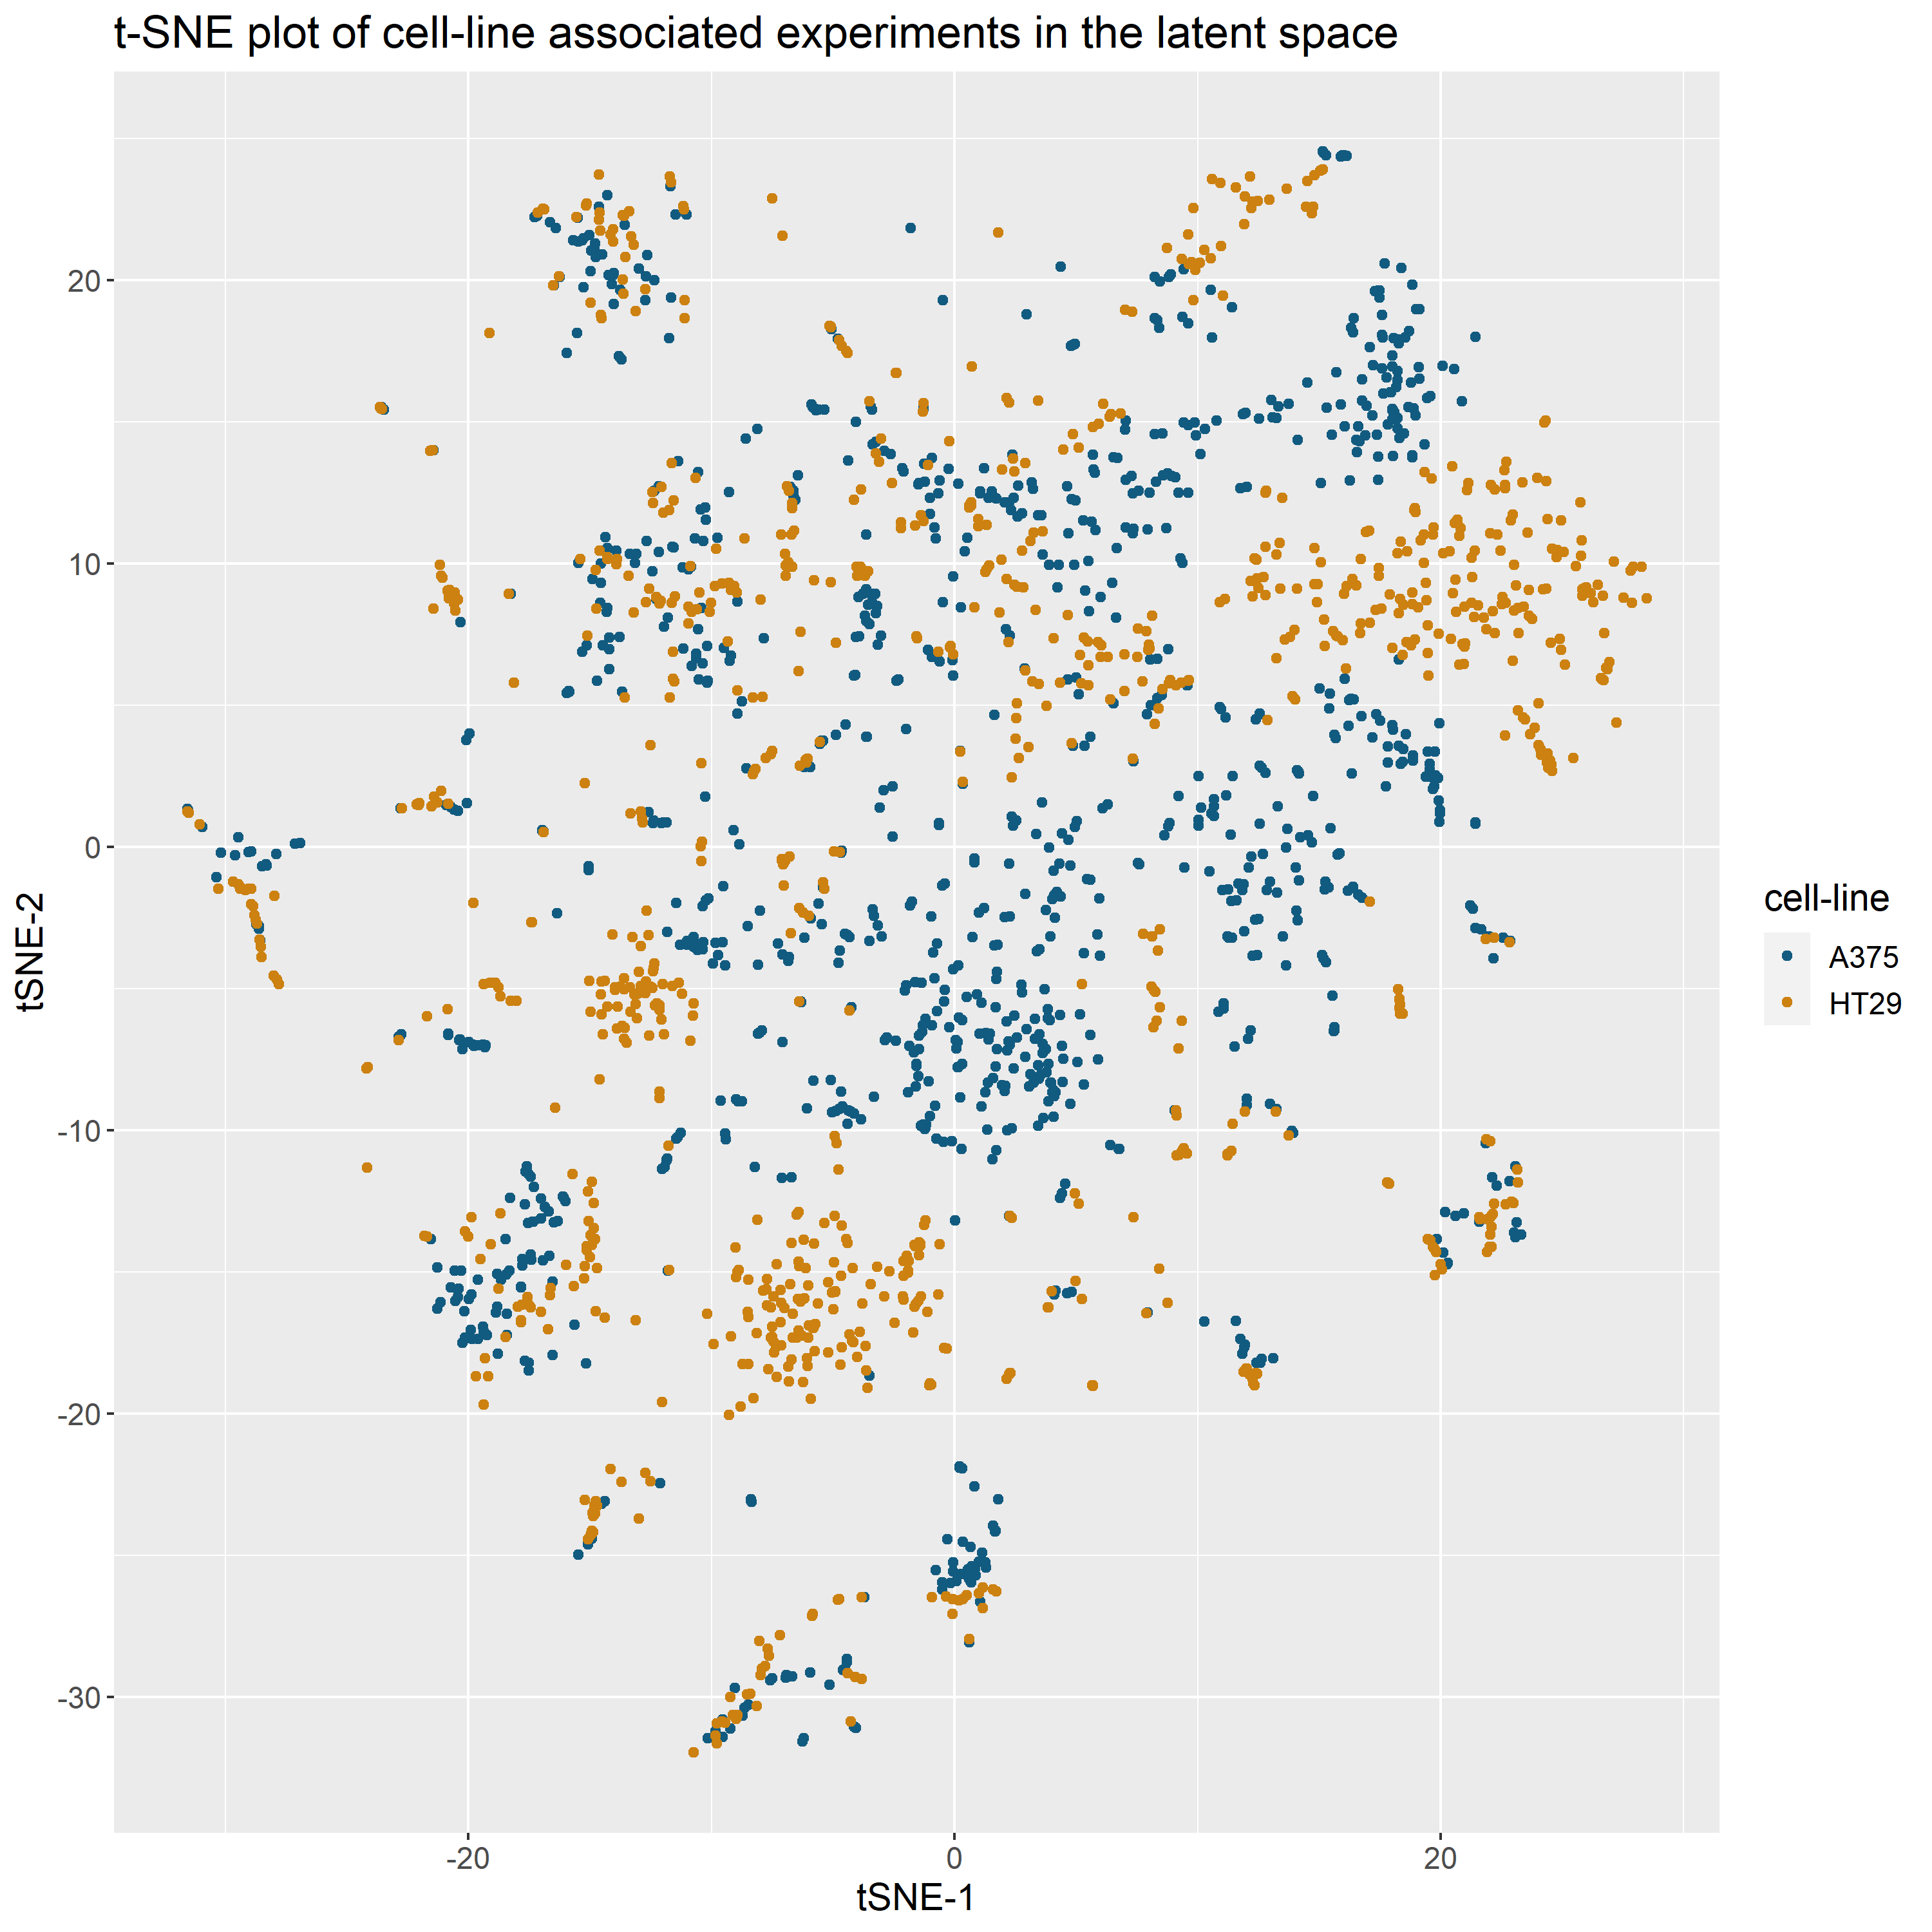 t-SNE plot of cell-line associated experiments in the latent space
20
10
0
-10
-20
-30
tSNE-2
-20
0
20
tSNE-1
cell-line
A375
HT29